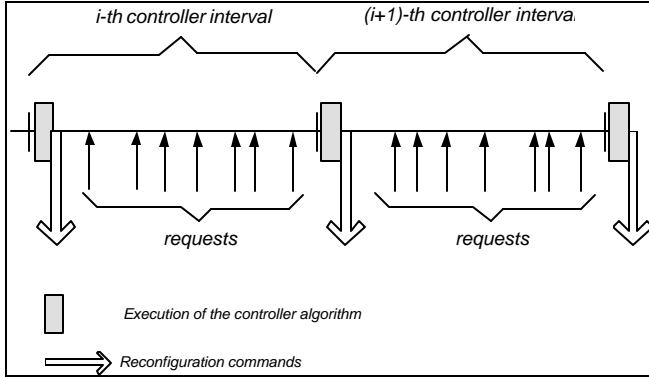 i-th controller interval
(i+1)-th controller interval
requests
requests
Execution of the controller algorithm
Reconfiguration commands